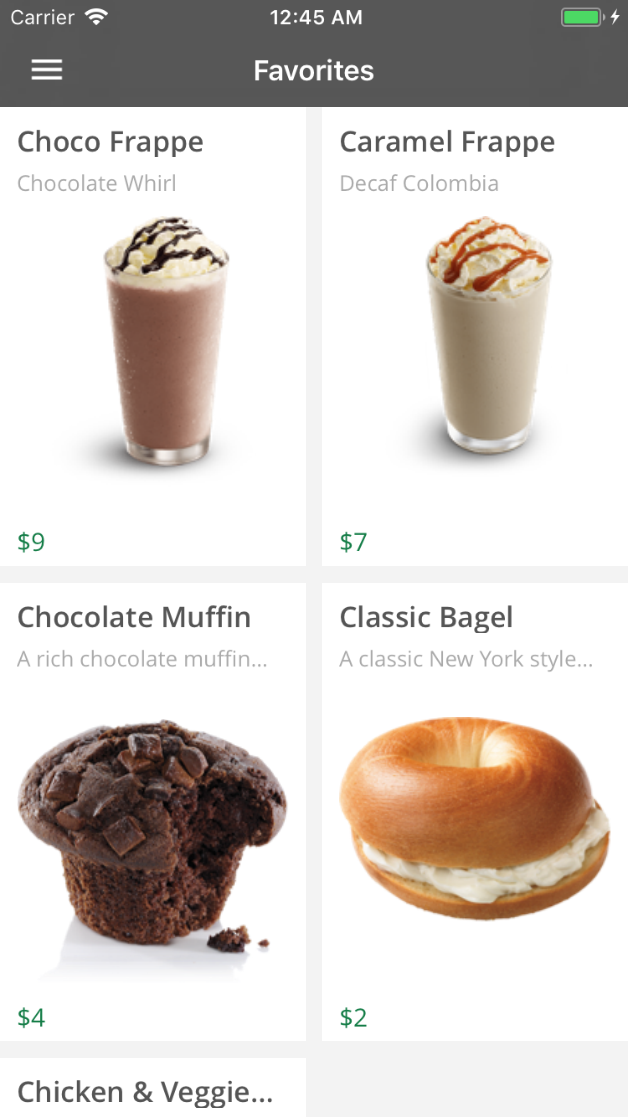 Carrier 12:45 AM
Favorites
Choco Frappe
Chocolate Whirl
$9
Caramel Frappe
Decaf Colombia
$7
Chocolate Muffin
A rich chocolate muffin...
$4
Classic Bagel
A classic New York style...
$2
Chicken & Veggie...